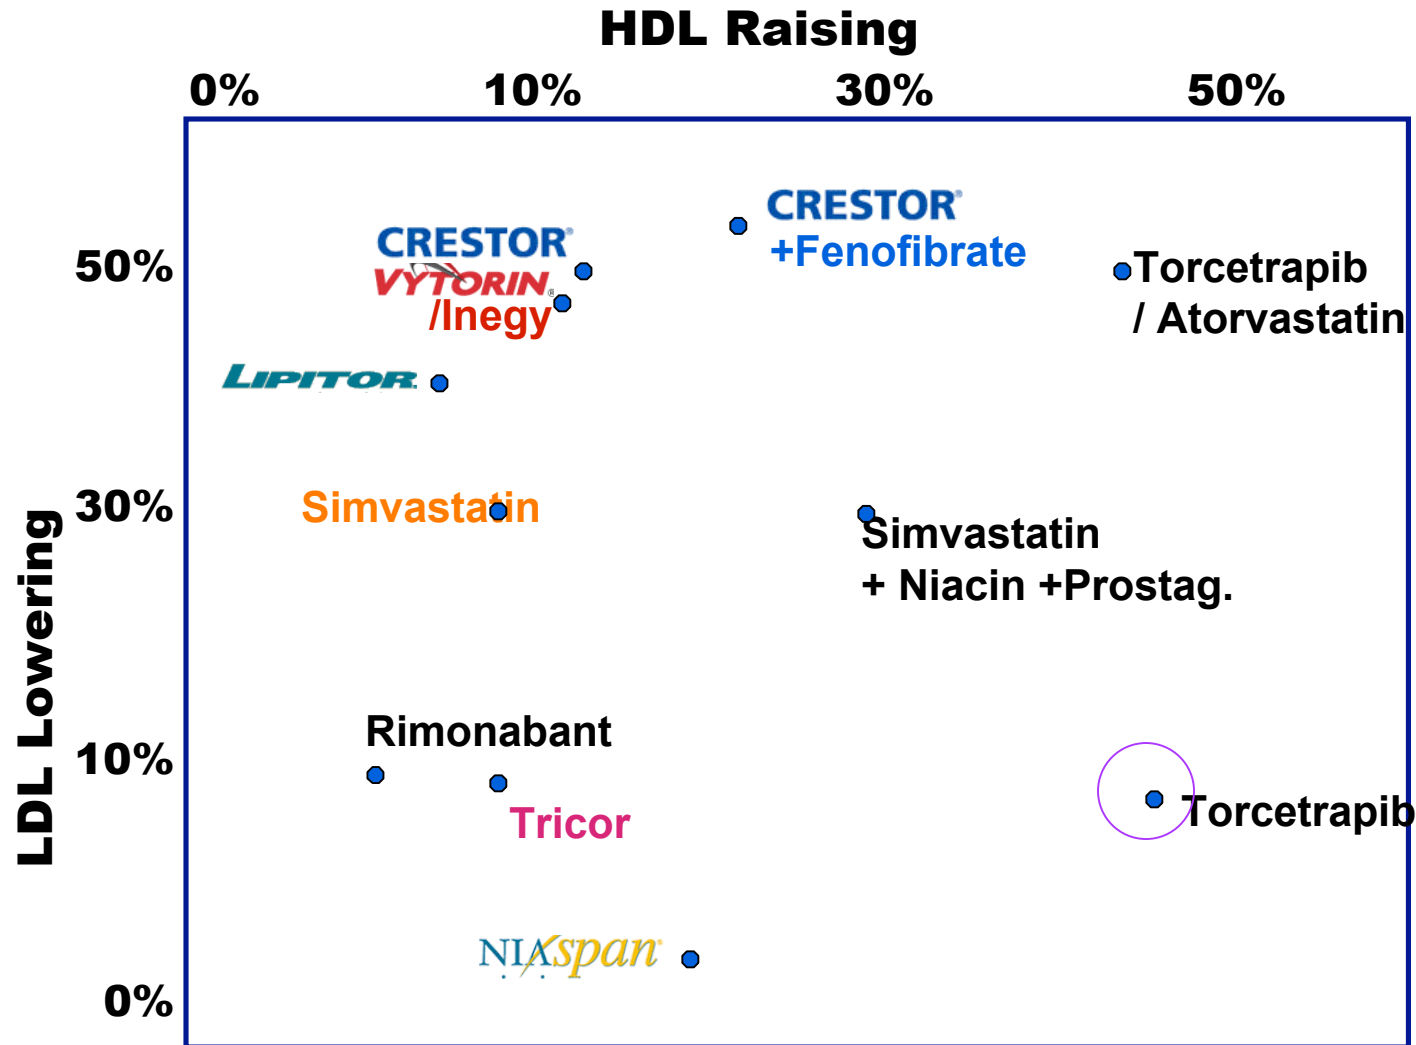 HDL Raising
0% 10% 30% 50%
CRESTOR®
+Fenofibrate
CRESTOR®
50%
VYTORIN®
/Inegy
Torcetrapib
/ Atorvastatin
LIPITOR
30%
Simvastatin
Simvastatin
+ Niacin +Prostag.
LDL Lowering
Rimonabant
10%
Tricor
Torcetrapib
NIASPAN®
0%